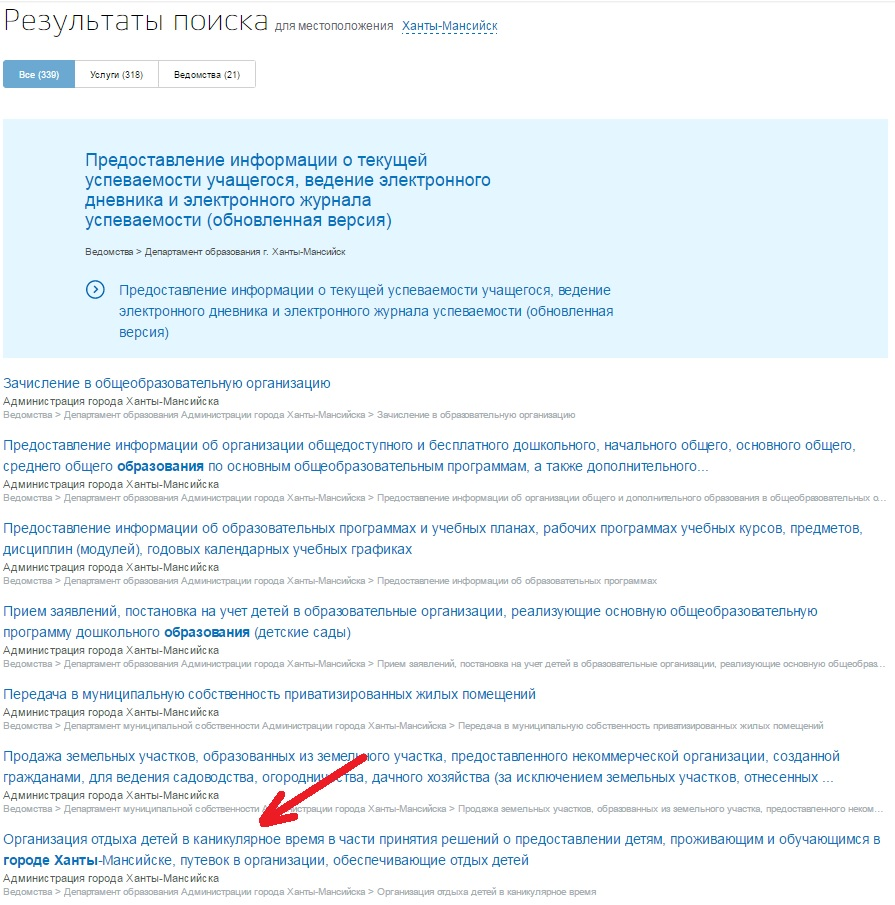 Результаты поиска для местоположения Ханты-Мансийск
Все (339) Услуги (318) Ведомства (21)
Предоставление информации о текущей
успеваемости учащегося, ведение электронного
дневника и электронного журнала
успеваемости (обновленная версия)
Ведомства > Департамент образования г. Ханты-Мансийск
Предоставление информации о текущей успеваемости учащегося, ведение
электронного дневника и электронного журнала успеваемости (обновленная
версия)
Зачисление в общеобразовательную организацию
Администрация города Ханты-Мансийска
Ведомства > Департамент образования Администрации города Ханты-Мансийска > Зачисление в образовательную организацию
Предоставление информации об организации общедоступного и бесплатного дошкольного, начального общего, основного общего,
среднего общего образования по основным общеобразовательным программам, а также дополнительного...
Администрация города Ханты-Мансийска
Ведомства > Департамент образования Администрации города Ханты-Мансийска > Предоставление информации об организации общего и дополнительного образования в общеобразовательных о...
Предоставление информации об образовательных программах и учебных планах, рабочих программах учебных курсов, предметов,
дисциплин (модулей), годовых календарных учебных графиках
Администрация города Ханты-Мансийска
Ведомства > Департамент образования Администрации города Ханты-Мансийска > Предоставление информации об образовательных программах
Прием заявлений, постановка на учет детей в образовательные организации, реализующие основную общеобразовательную
программу дошкольного образования (детские сады)
Администрация города Ханты-Мансийска
Ведомства > Департамент образования Администрации города Ханты-Мансийска > Прием заявлений, постановка на учет детей в образовательные организации, реализующие основную общеобраз...
Передача в муниципальную собственность приватизированных жилых помещений
Администрация города Ханты-Мансийска
Ведомства > Департамент муниципальной собственности Администрации города Ханты-Мансийска > Передача в муниципальную собственность приватизированных жилых помещений
Продажа земельных участков, образованных из земельного участка, предоставленного некоммерческой организации, созданной
гражданами, для ведения садоводства, огородничества, дачного хозяйства (за исключением земельных участков, отнесенных ...
Администрация города Ханты-Мансийска
Ведомства > Департамент муниципальной собственности Администрации города Ханты-Мансийска > Продажа земельных участков, образованных из земельного участка, предоставленного неком...
Организация отдыха детей в каникулярное время в части принятия решений о предоставлении детям, проживающим и обучающимся в
городе Ханты-Мансийске, путевок в организации, обеспечивающие отдых детей
Администрация города Ханты-Мансийска
Ведомства > Департамент образования Администрации города Ханты-Мансийска > Организация отдыха детей в каникулярное время